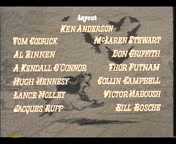 Layout
Ken Anderson
Tom Codrick McLaren Stewart
Al Zinnen Don Griffith
A. Kendall O'Connor Thor Putnam
Hugh Hennesy Collin Campbell
Lance Nolley Victor Haboush
Jacques Rupp Bill Bosche